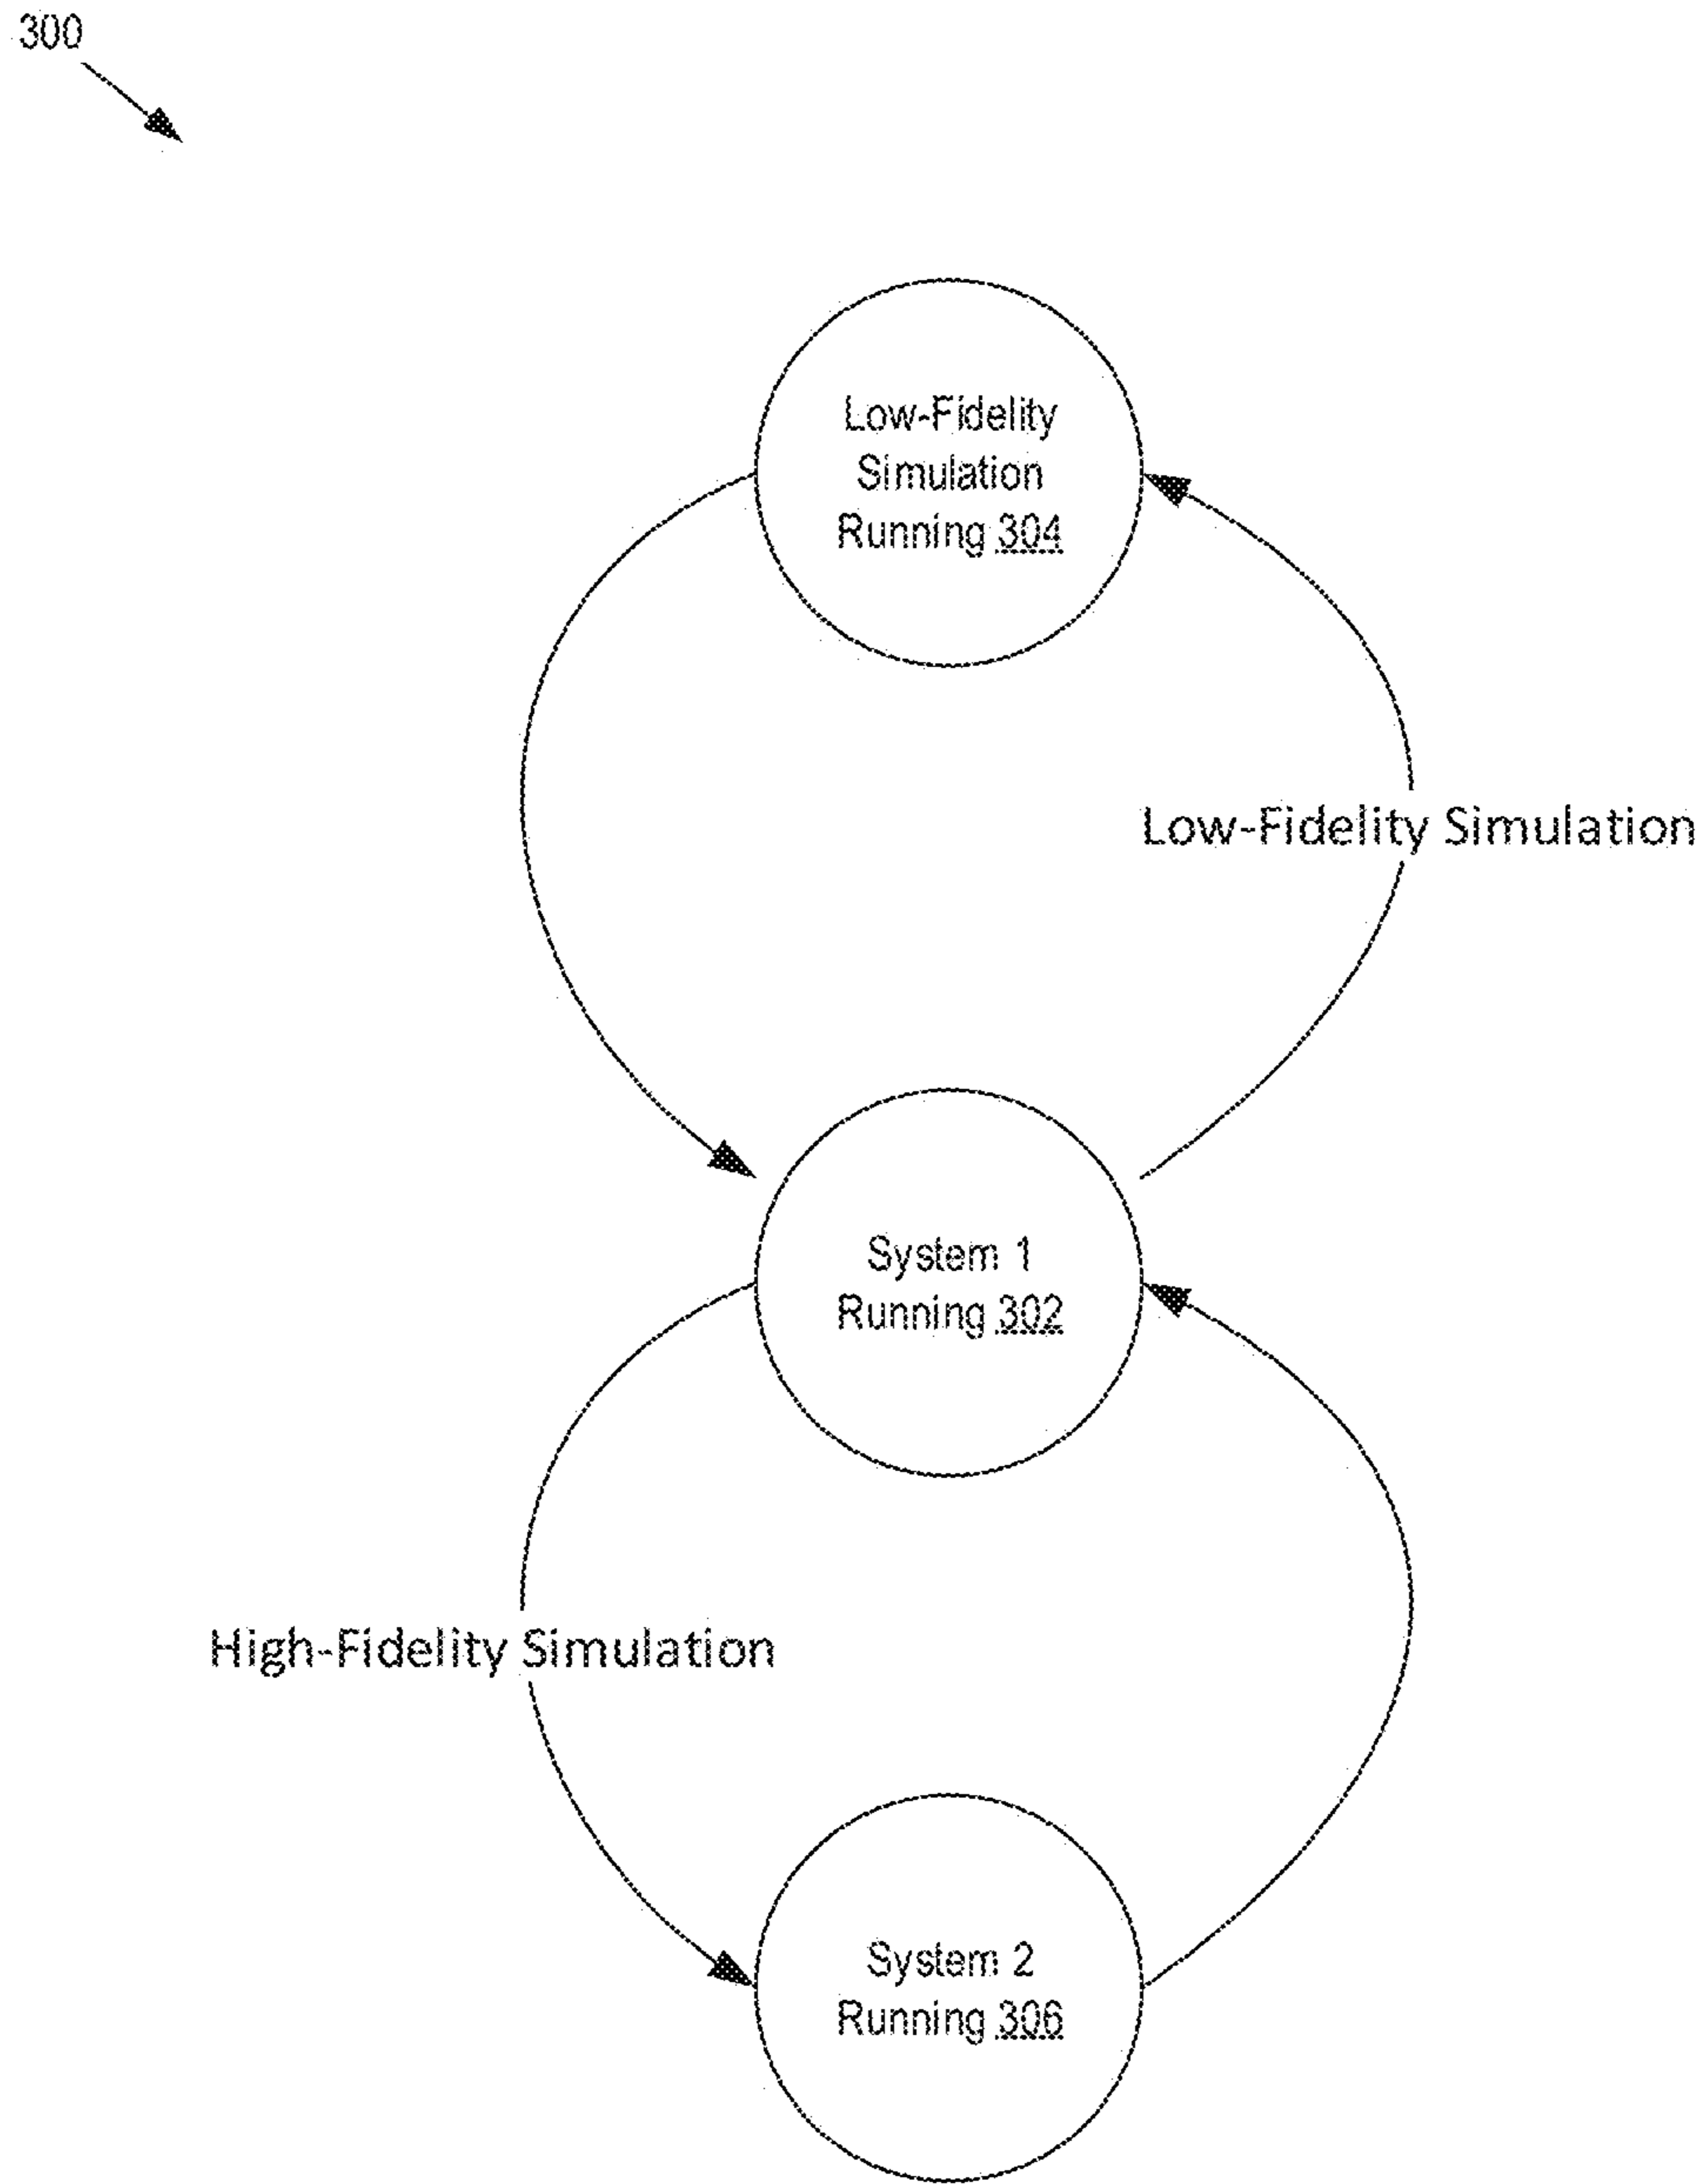 300
Low-Fidelity
Simulation
Running 304
Low-Fidelity Simulation
System 1
Running 302
High-Fidelity Simulation
System 2
Running 306